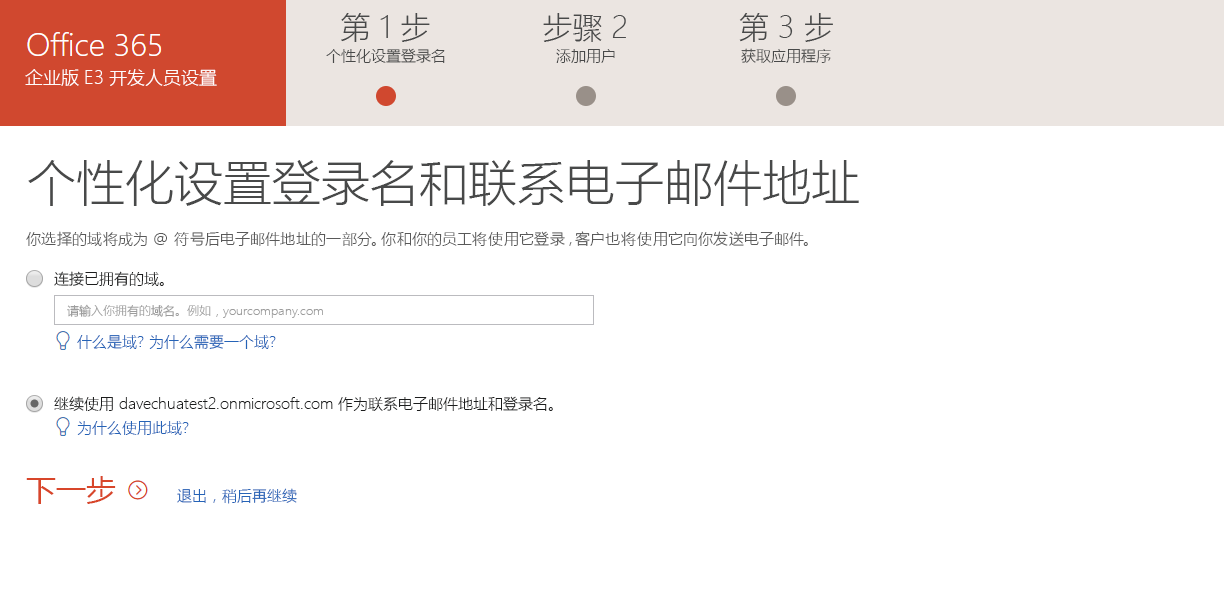 Office 365
企业版 E3 开发人员设置
第 1 步
个性化设置登录名
步骤 2
添加用户
第 3 步
获取应用程序
个性化设置登录名和联系电子邮件地址
你选择的域将成为 @ 符号后电子邮件地址的一部分。你和你的员工将使用它登录，客户也将使用它向你发送电子邮件。
连接已拥有的域。
请输入你拥有的域名。例如，yourcompany.com
什么是域? 为什么需要一个域?
继续使用 davechuatest2.onmicrosoft.com 作为联系电子邮件地址和登录名。
为什么使用此域?
下一步
退出，稍后再继续